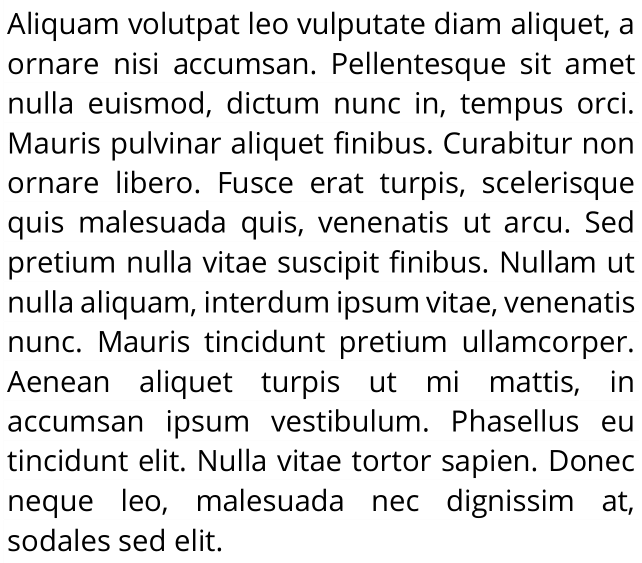 Aliquam volutpat leo vulputate diam aliquet, a
ornare nisi accumsan. Pellentesque sit amet
nulla euismod, dictum nunc in, tempus orci.
Mauris pulvinar aliquet finibus. Curabitur non
ornare libero. Fusce erat turpis, scelerisque
quis malesuada quis, venenatis ut arcu. Sed
pretium nulla vitae suscipit finibus. Nullam ut
nulla aliquam, interdum ipsum vitae, venenatis
nunc. Mauris tincidunt pretium ullamcorper.
Aenean aliquet turpis ut mi mattis, in
accumsan ipsum vestibulum. Phasellus eu
tincidunt elit. Nulla vitae tortor sapien. Donec
neque leo, malesuada nec dignissim at,
sodales sed elit.